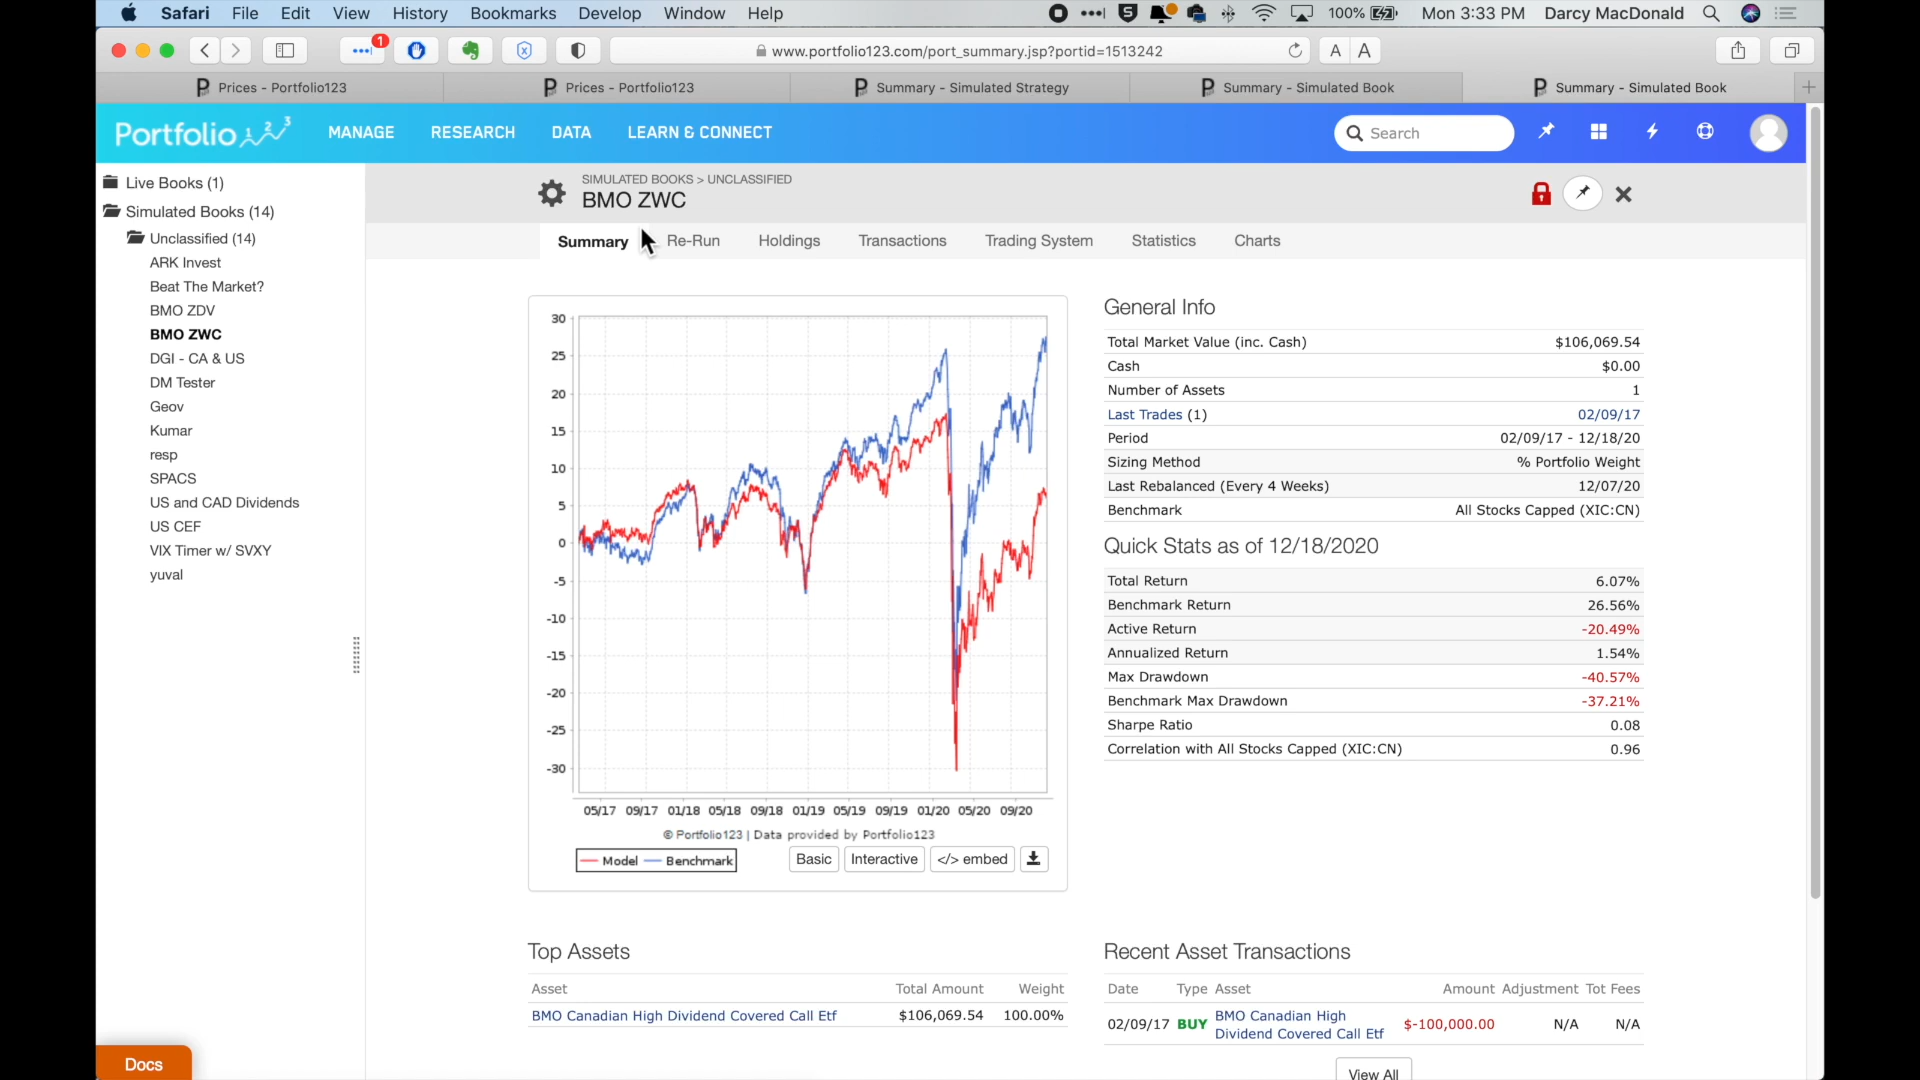 Safari File Edit View History Bookmarks Develop Window Help 100% Mon 3:33 PM Darcy MacDonald
1 www.portfolio123.com/port_summary.jsp?portid=1513242 A A
Prices - Portfolio123 Prices - Portfolio123 Summary - Simulated Strategy Summary - Simulated Book Summary - Simulated Book
Portfolio123 MANAGE RESEARCH DATA LEARN & CONNECT Search
Live Books (1)
Simulated Books (14)
Unclassified (14)
ARK Invest
Beat The Market?
BMO ZDV
BMO ZWC
DGI - CA & US
DM Tester
Geov
Kumar
resp
SPACS
US and CAD Dividends
US CEF
VIX Timer w/ SVXY
yuval
Docs
SIMULATED BOOKS > UNCLASSIFIED
BMO ZWC
Summary Re-Run Holdings Transactions Trading System Statistics Charts
30
25
20
15
10
5
0
-5
-10
-15
-20
-25
-30
05/17 09/17 01/18 05/18 09/18 01/19 05/19 09/19 01/20 05/20 09/20
© Portfolio123 | Data provided by Portfolio123
Model Benchmark
Basic Interactive </> embed
General Info
Total Market Value (inc. Cash) $106,069.54
Cash $0.00
Number of Assets 1
Last Trades (1) 02/09/17
Period 02/09/17 - 12/18/20
Sizing Method % Portfolio Weight
Last Rebalanced (Every 4 Weeks) 12/07/20
Benchmark All Stocks Capped (XIC:CN)
Quick Stats as of 12/18/2020
Total Return 6.07%
Benchmark Return 26.56%
Active Return -20.49%
Annualized Return 1.54%
Max Drawdown -40.57%
Benchmark Max Drawdown -37.21%
Sharpe Ratio 0.08
Correlation with All Stocks Capped (XIC:CN) 0.96
Top Assets
Asset Total Amount Weight
BMO Canadian High Dividend Covered Call Etf $106,069.54 100.00%
Recent Asset Transactions
Date Type Asset Amount Adjustment Tot Fees
02/09/17 BUY BMO Canadian High Dividend Covered Call Etf $-100,000.00 N/A N/A
View All